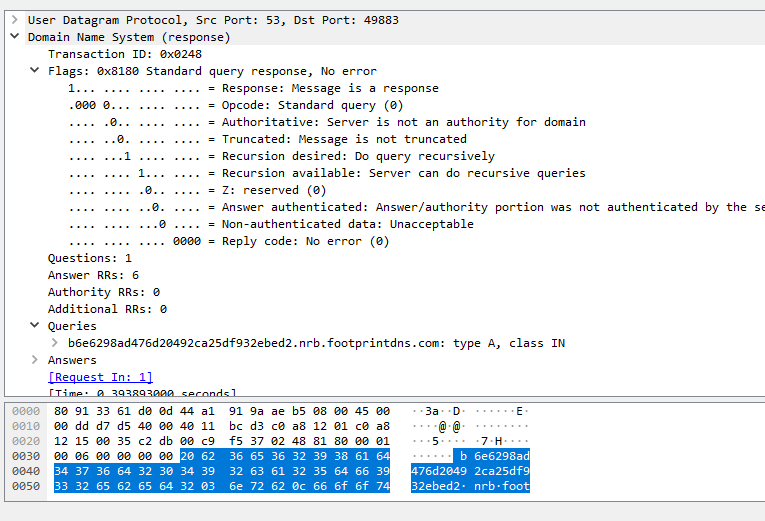 User Datagram Protocol, Src Port: 53, Dst Port: 49883
Domain Name System (response)
Transaction ID: 0x0248
Flags: 0x8180 Standard query response, No error
1... .... .... .... = Response: Message is a response
.000 0... .... .... = Opcode: Standard query (0)
.... .0.. .... .... = Authoritative: Server is not an authority for domain
.... ..0. .... .... = Truncated: Message is not truncated
.... ...1 .... .... = Recursion desired: Do query recursively
.... .... 1... .... = Recursion available: Server can do recursive queries
.... .... .0.. .... = Z: reserved (0)
.... .... ..0. .... = Answer authenticated: Answer/authority portion was not authenticated by the se
.... .... ...0 .... = Non-authenticated data: Unacceptable
.... .... .... 0000 = Reply code: No error (0)
Questions: 1
Answer RRs: 6
Authority RRs: 0
Additional RRs: 0
Queries
b6e6298ad476d20492ca25df932ebed2.nrb.footprintdns.com: type A, class IN
Answers
[Request In: 1]
[Time: 0.393893000 seconds]
0000 80 91 33 61 d0 0d 44 a1 91 9a ae b5 08 00 45 00 ··3a··D· ······E·
0010 00 dd d7 d5 40 00 40 11 bc d3 c0 a8 12 01 c0 a8 ····@·@· ········
0020 12 15 00 35 c2 db 00 c9 f5 37 02 48 81 80 00 01 ···5···· ·7·H····
0030 00 06 00 00 00 00 20 62 36 65 36 32 39 38 61 64 ······ b 6e6298ad
0040 34 37 36 64 32 30 34 39 32 63 61 32 35 64 66 39 476d2049 2ca25df9
0050 33 32 65 62 65 64 32 03 6e 72 62 0c 66 6f 6f 74 32ebed2· nrb·foot